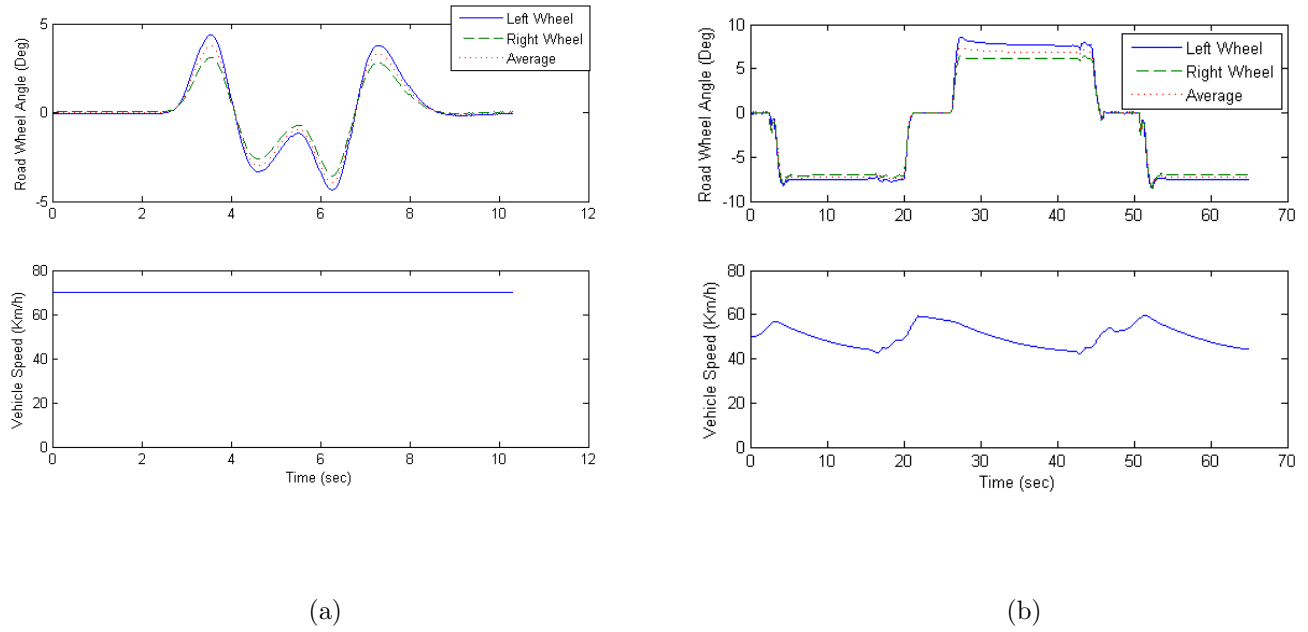 Road Wheel Angle (Deg)
5
0
-5
0 2 4 6 8 10 12
Left Wheel
Right Wheel
Average
Vehicle Speed (Km/h)
80
60
40
20
0
0 2 4 6 8 10 12
Time (sec)
(a)
Road Wheel Angle (Deg)
10
5
0
-5
-10
0 10 20 30 40 50 60 70
Left Wheel
Right Wheel
Average
Vehicle Speed (Km/h)
80
60
40
20
0
0 10 20 30 40 50 60 70
Time (sec)
(b)